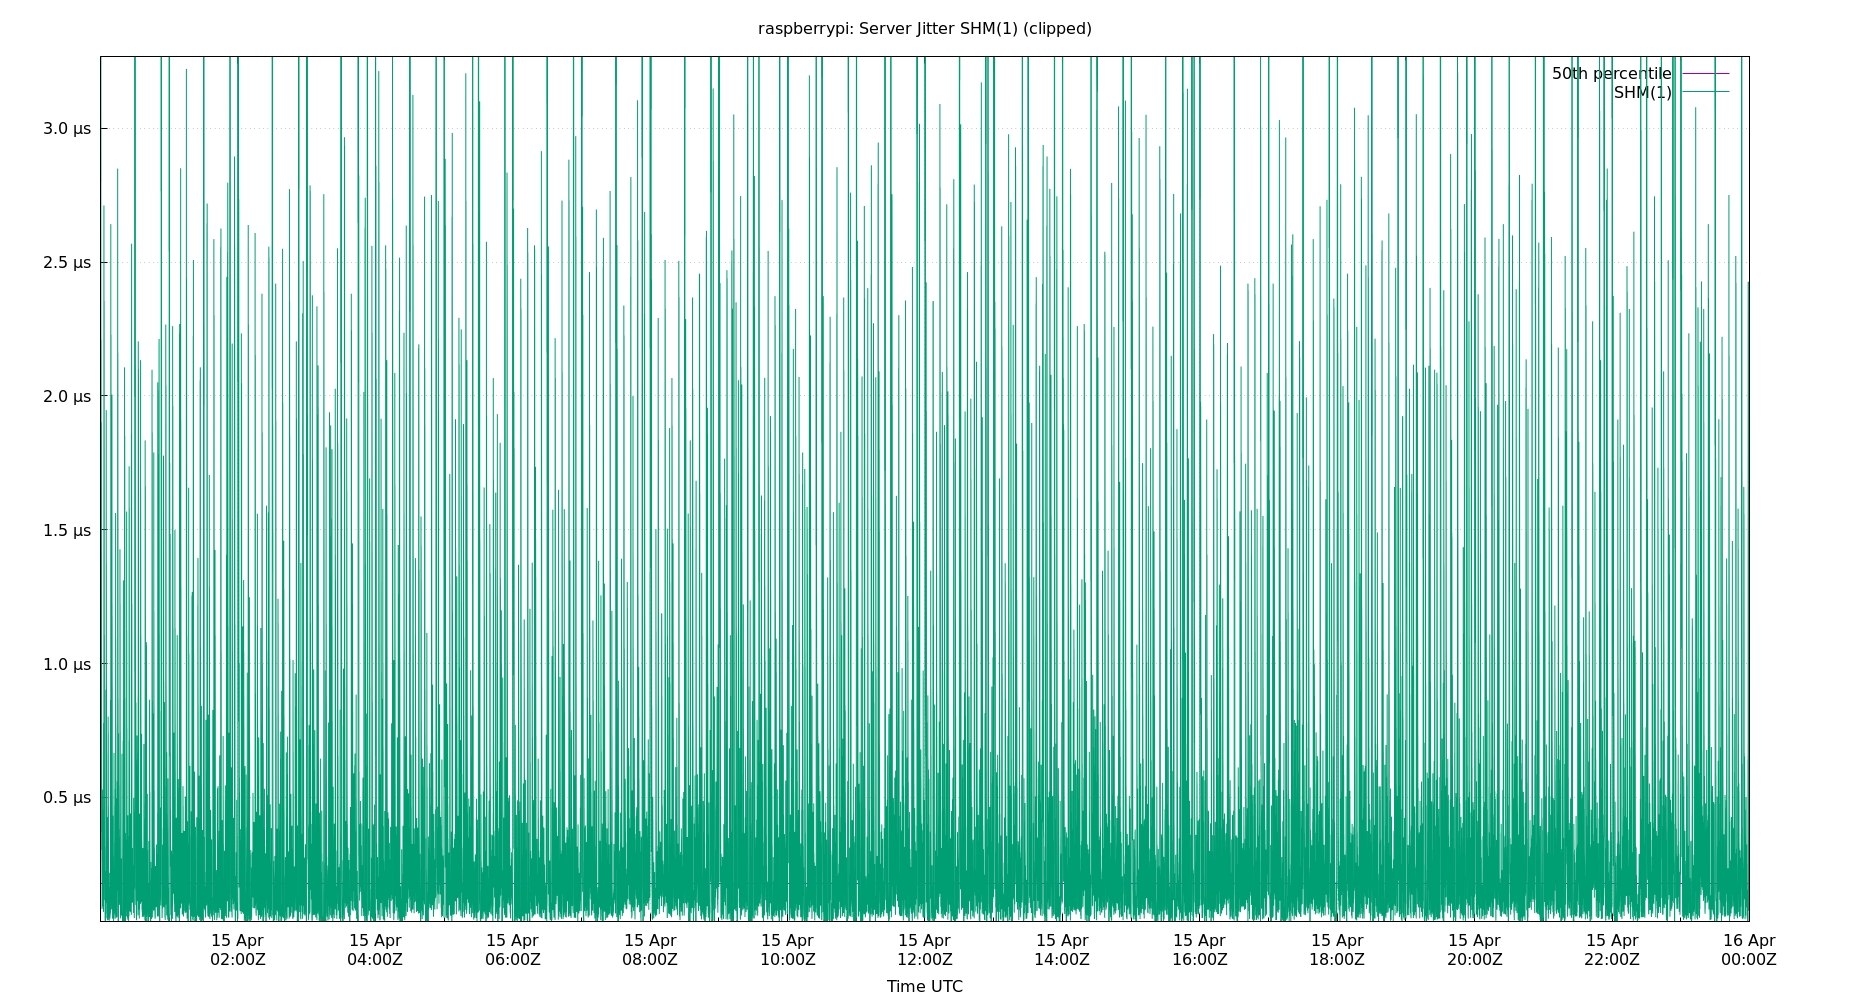 raspberrypi: Server Jitter SHM(1) (clipped)
50th percentile
SHM(1)
3.0 µs
2.5 µs
2.0 µs
1.5 µs
1.0 µs
0.5 µs
15 Apr 15 Apr 15 Apr 15 Apr 15 Apr 15 Apr 15 Apr 15 Apr 15 Apr 15 Apr 15 Apr 16 Apr
02:00Z 04:00Z 06:00Z 08:00Z 10:00Z 12:00Z 14:00Z 16:00Z 18:00Z 20:00Z 22:00Z 00:00Z
Time UTC